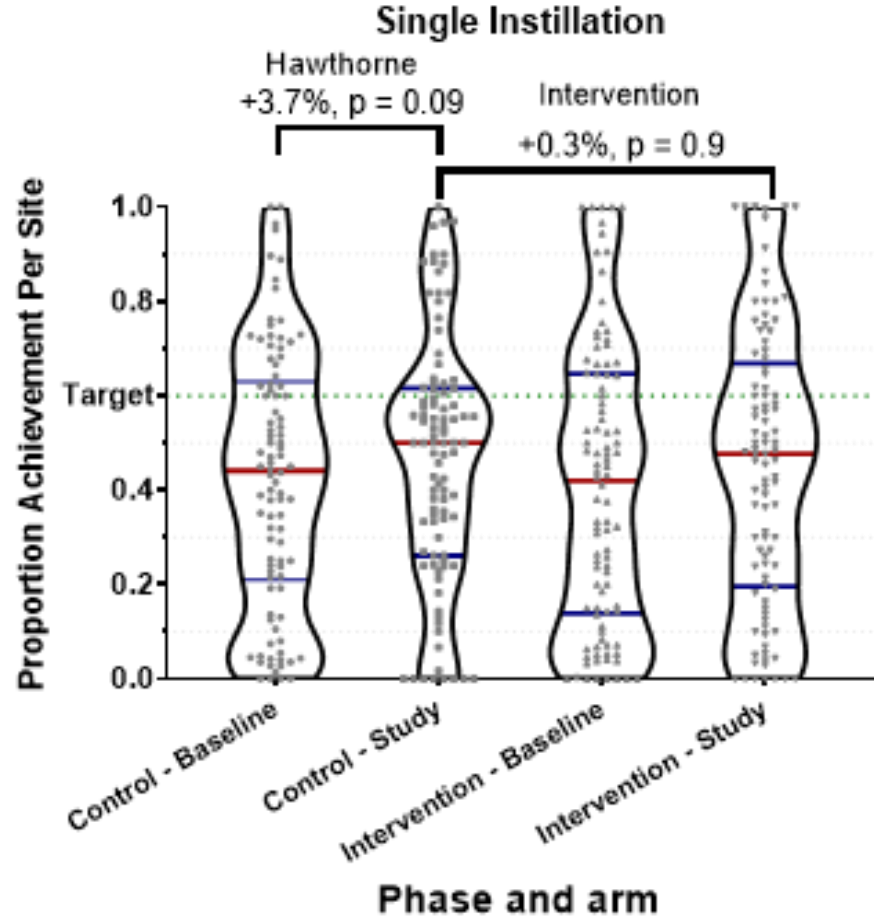 Single Instillation
Hawthorne
+3.7%, p = 0.09
Intervention
+0.3%, p = 0.9
Proportion Achievement Per Site
1.0
0.8
Target
0.4
0.2
0.0
Control - Baseline
Control - Study
Intervention - Baseline
Intervention - Study
Phase and arm